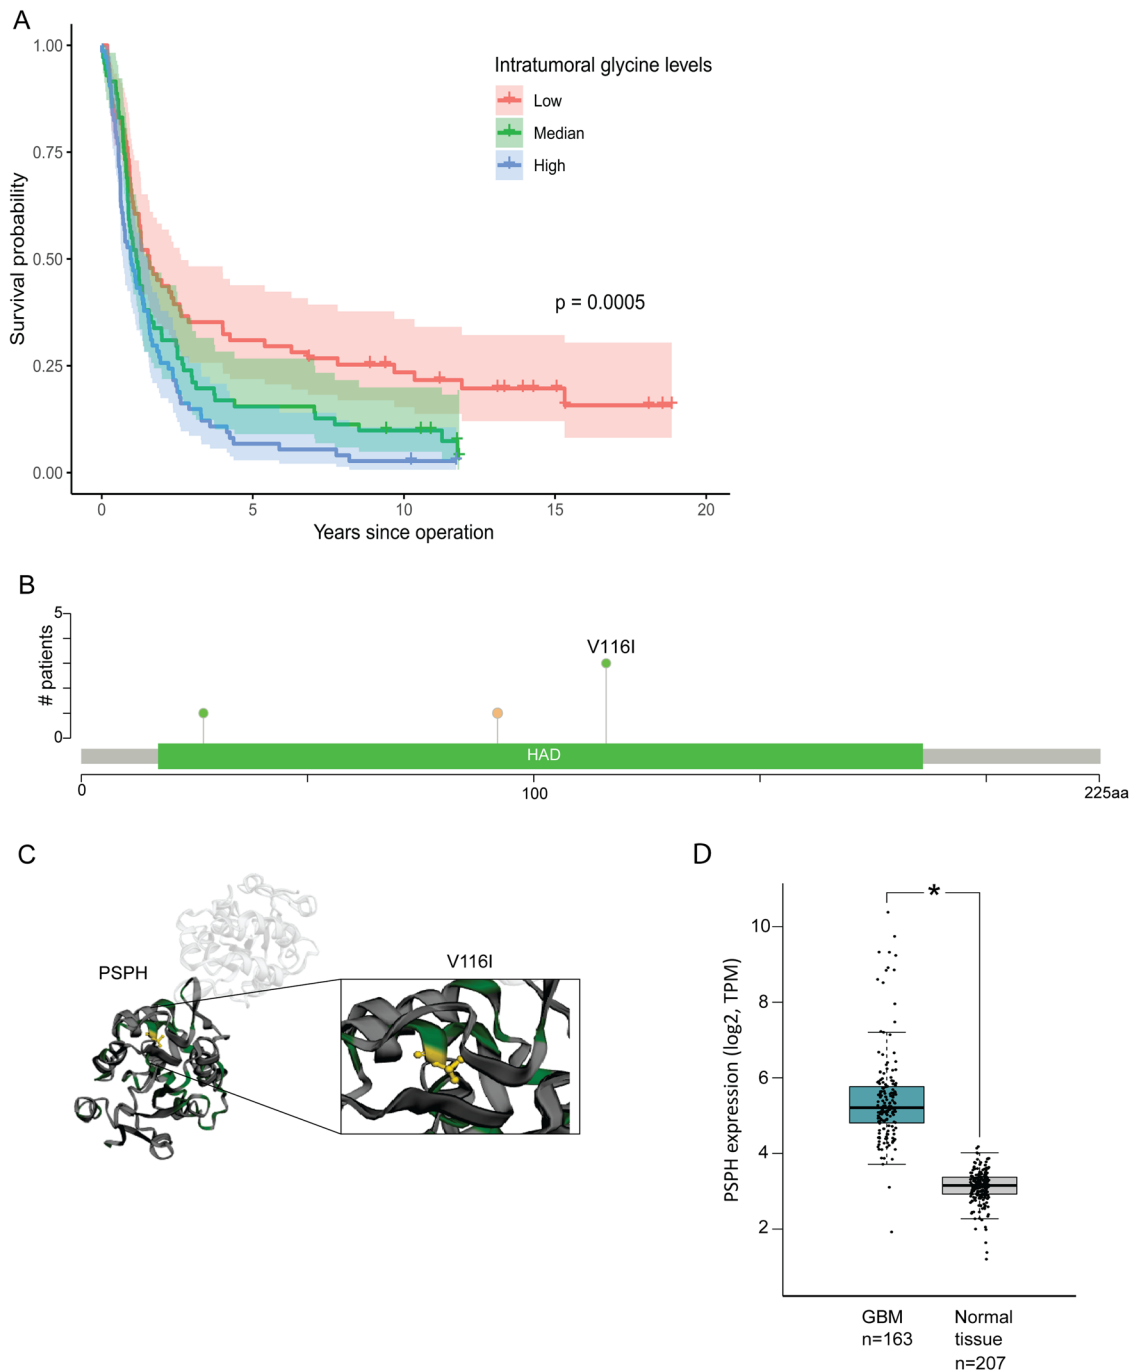 A
1.00
0.75
0.50
0.25
0.00
Survival probability
Intratumoral glycine levels
Low
Median
High
p = 0.0005
0
5
10
15
20
Years since operation
B
5
0
# patients
V116I
HAD
0
100
225aa
C
PSPH
V116I
D
*
10
8
6
4
2
PSPH expression (log2, TPM)
GBM
n=163
Normal
tissue
n=207